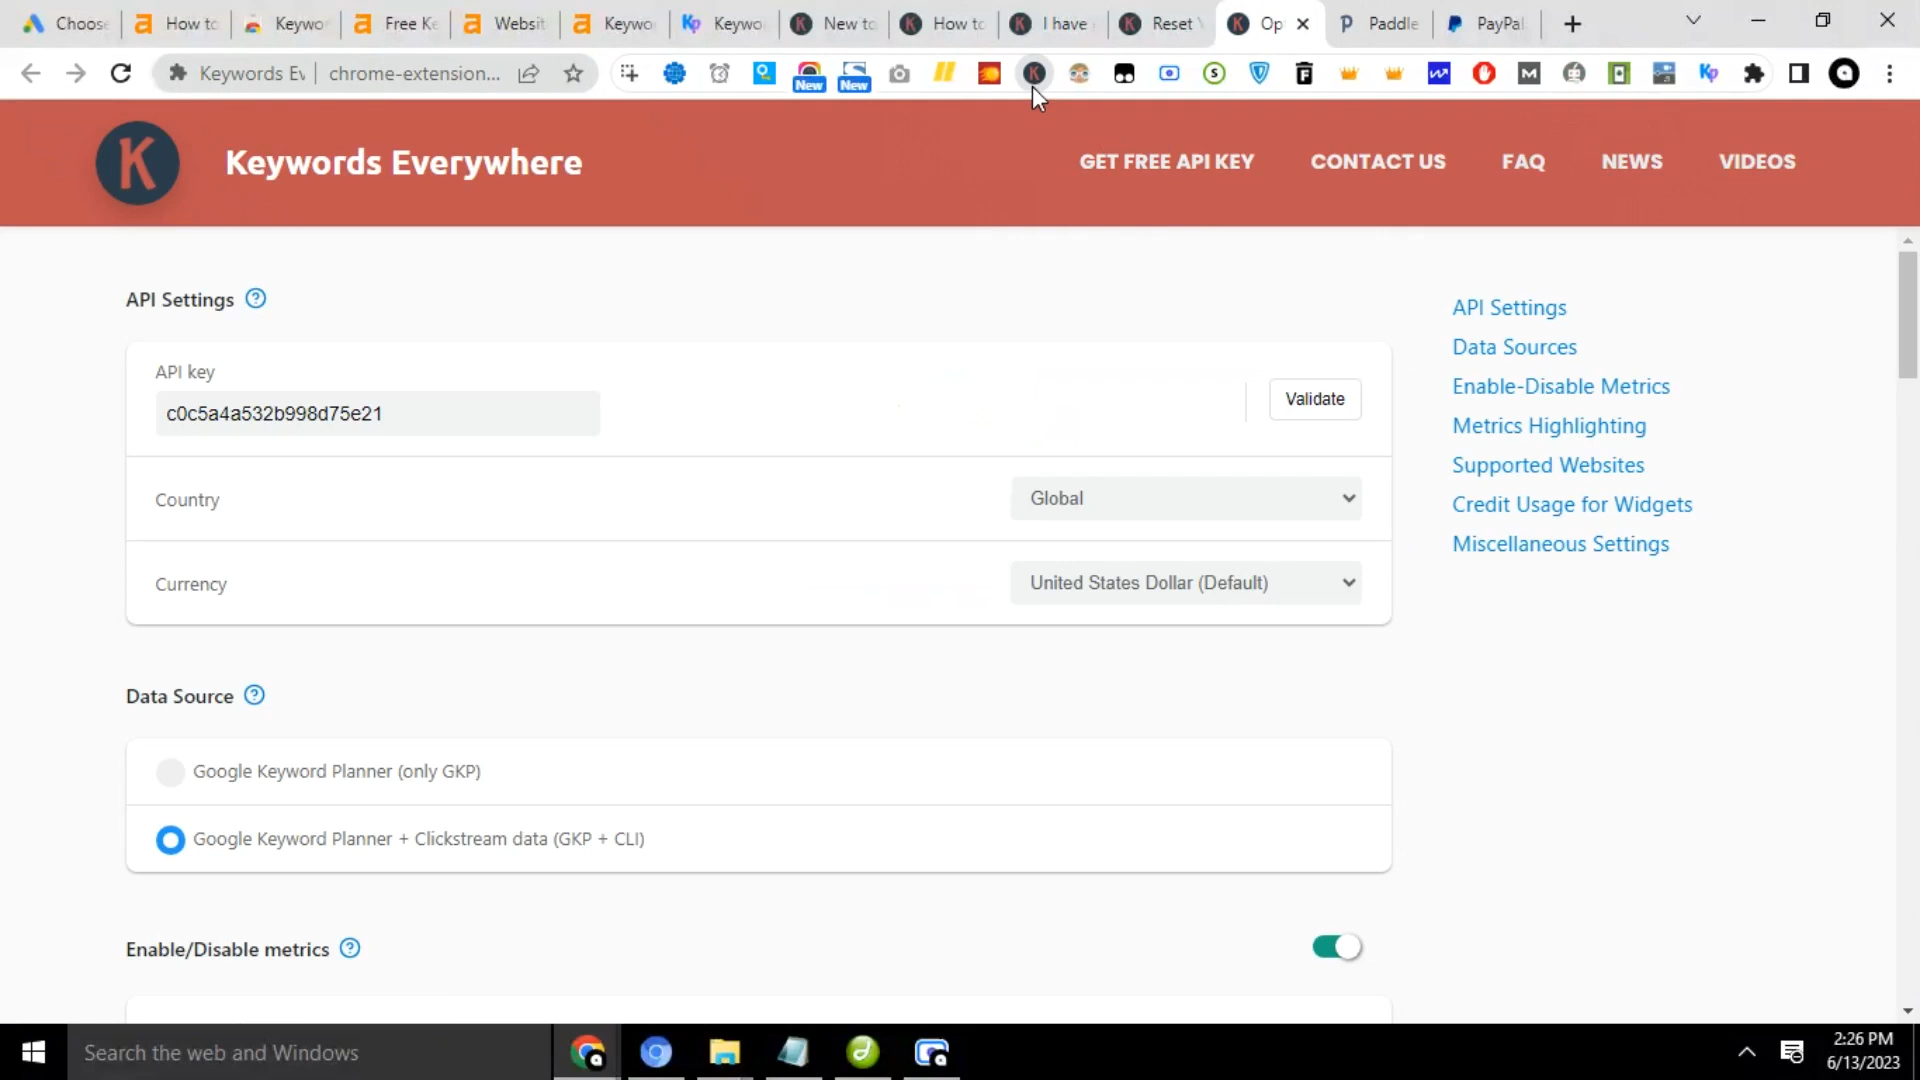 Choose
How to
Keywo
Free Ke
Websit
Keywo
Keywo
New to
How to
I have
Reset
Op
Paddle
PayPal
Keywords Ev
chrome-extension...
New
New
K
Keywords Everywhere
GET FREE API KEY
CONTACT US
FAQ
NEWS
VIDEOS
API Settings
API key
c0c5a4a532b998d75e21
Validate
Country
Global
Currency
United States Dollar (Default)
API Settings
Data Sources
Enable-Disable Metrics
Metrics Highlighting
Supported Websites
Credit Usage for Widgets
Miscellaneous Settings
Data Source
Google Keyword Planner (only GKP)
Google Keyword Planner + Clickstream data (GKP + CLI)
Enable/Disable metrics
Search the web and Windows
2:26 PM
6/13/2023